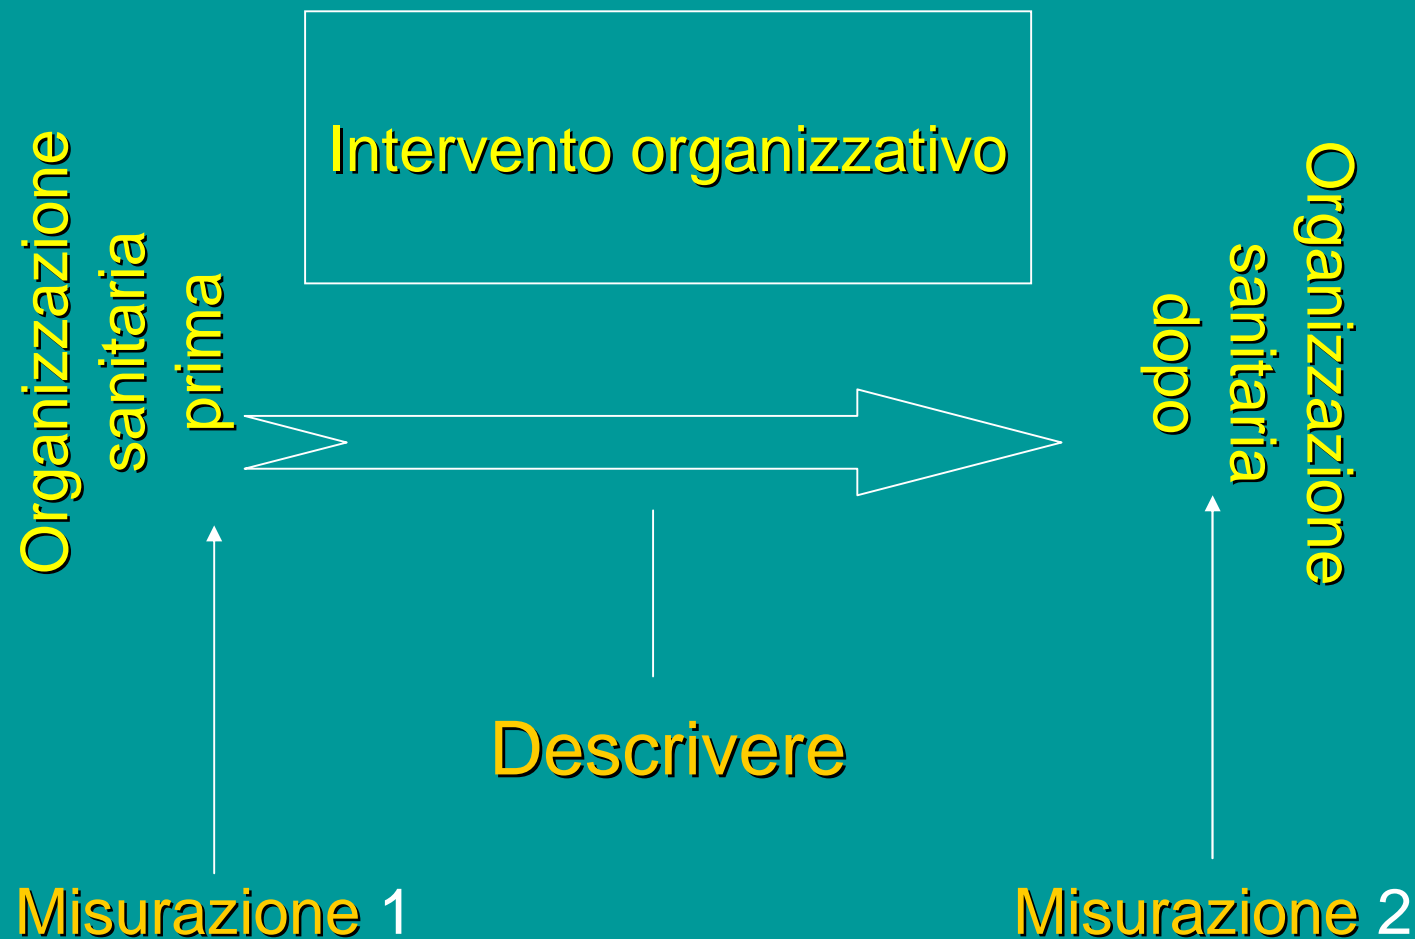 Intervento organizzativo
Organizzazione
sanitaria
prima
Organizzazione
sanitaria
dopo
Descrivere
Misurazione 1
Misurazione 2